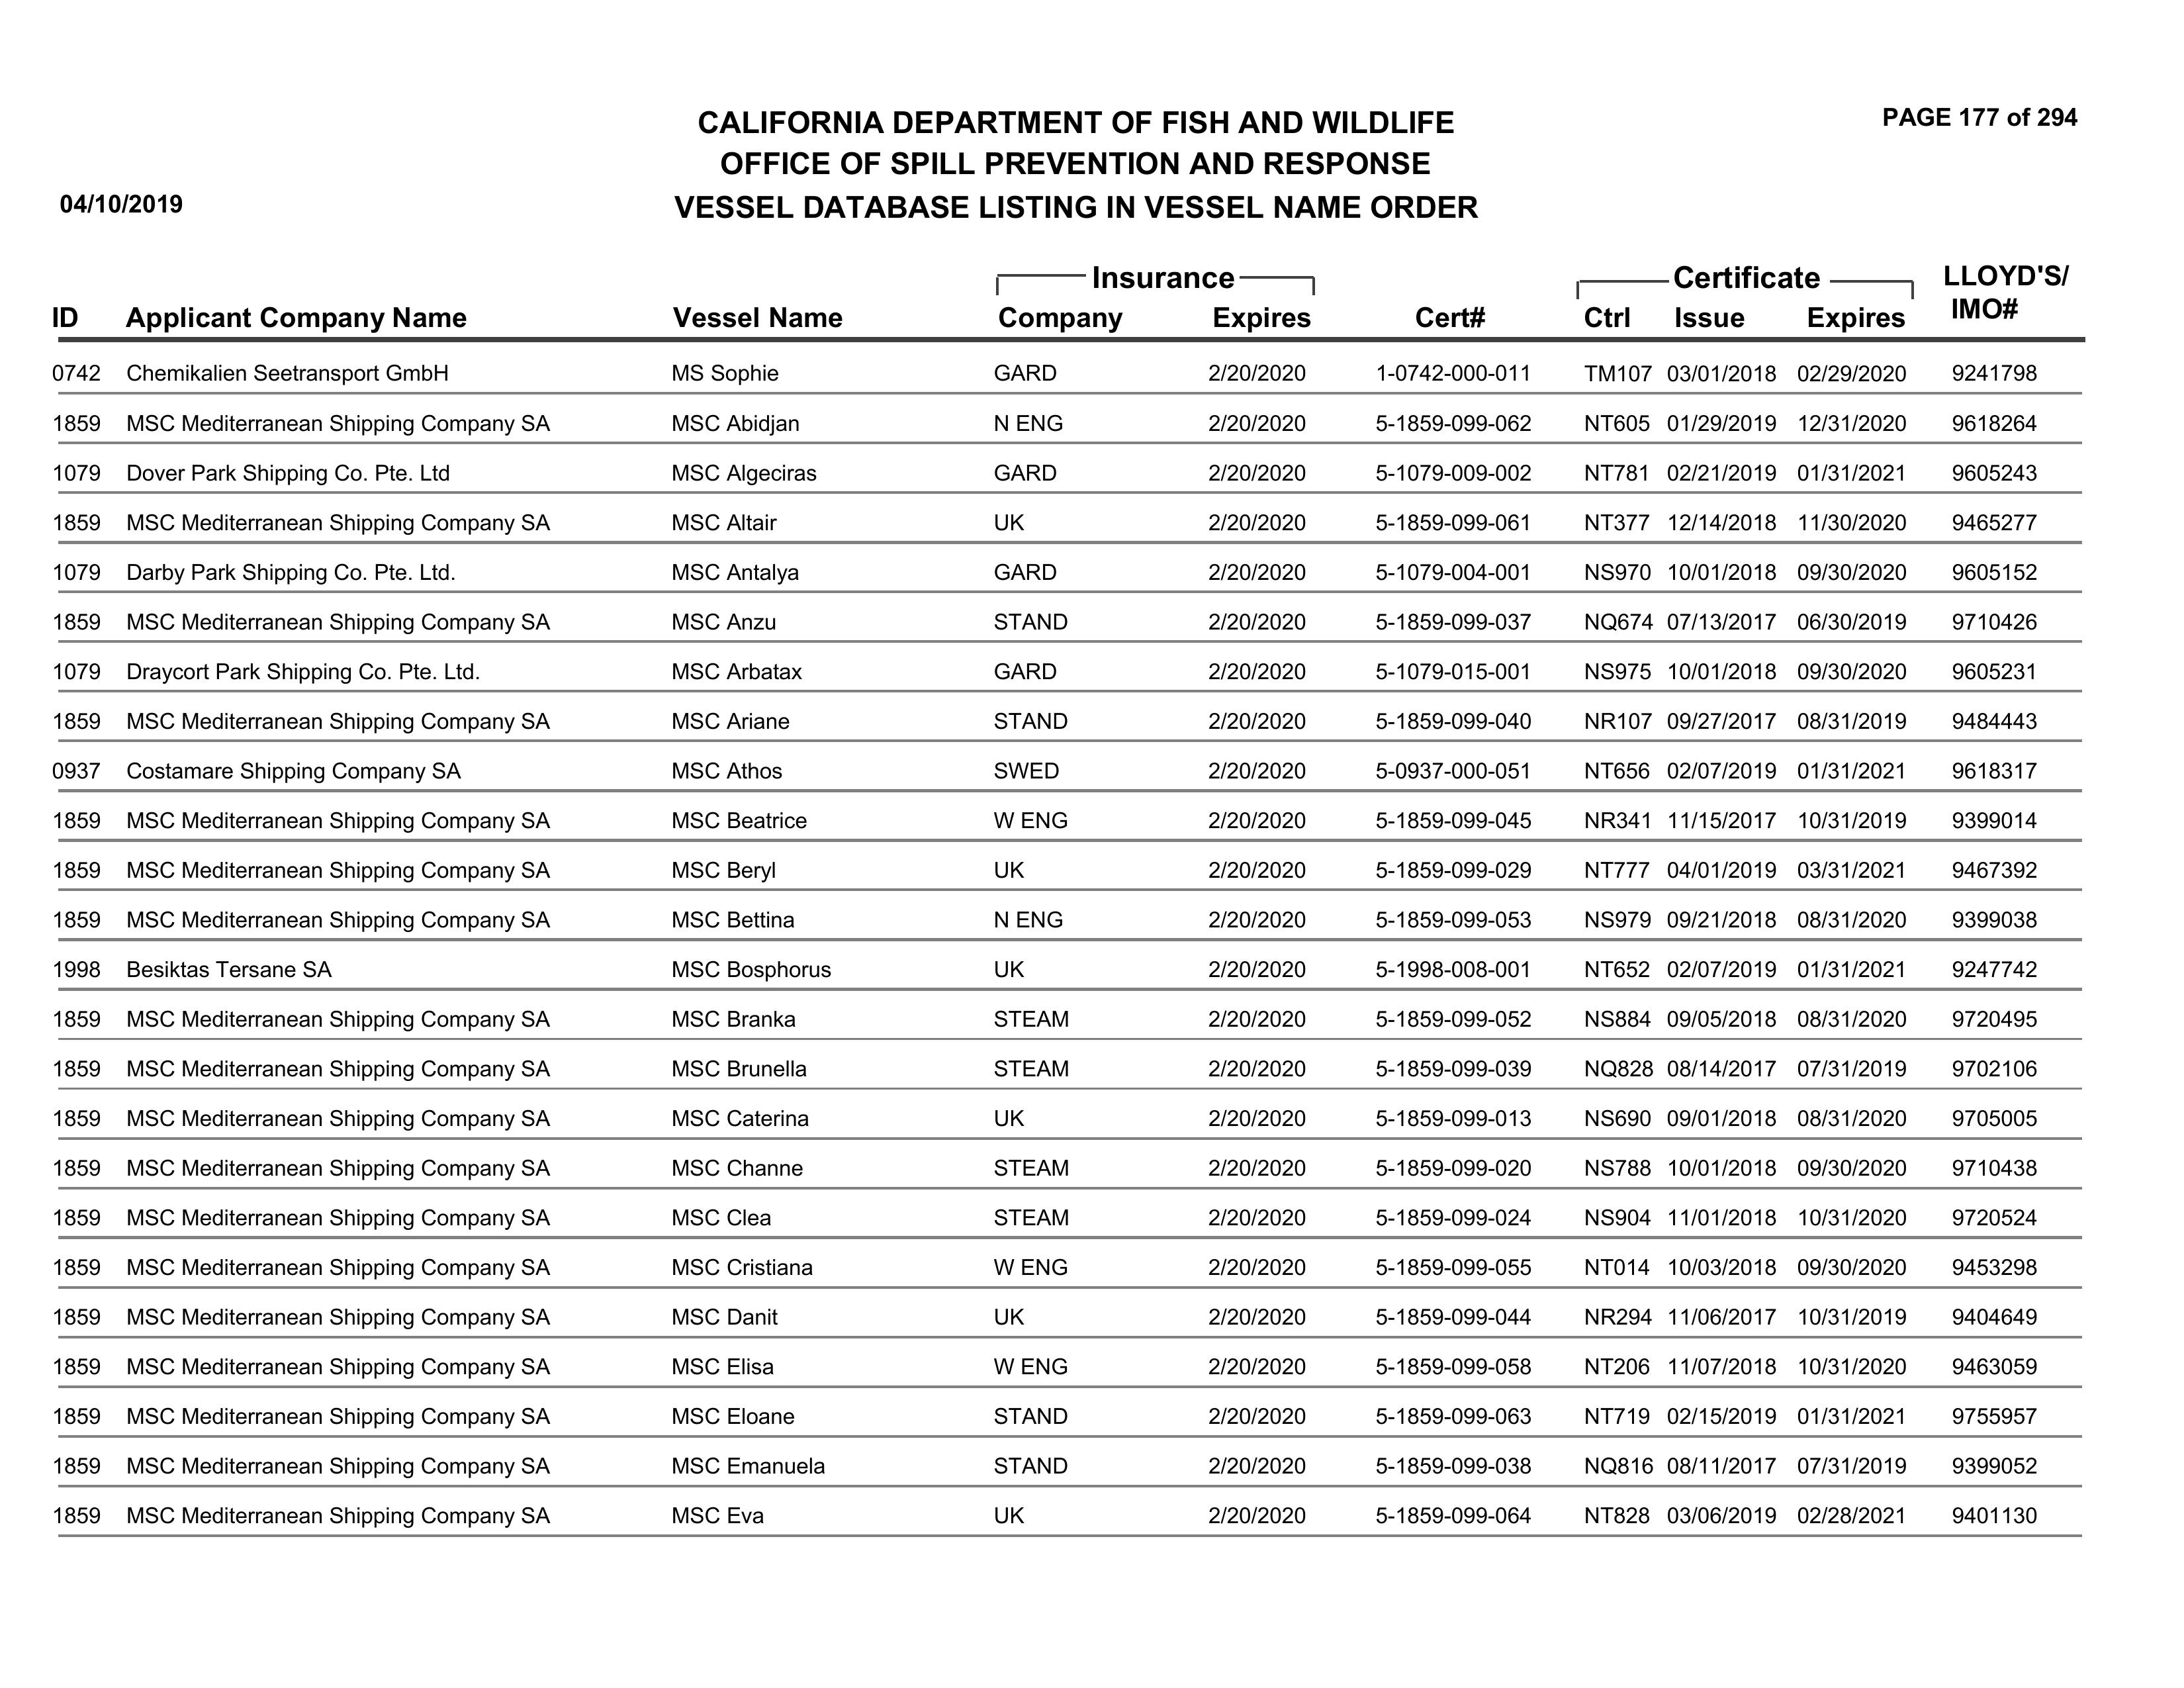 PAGE 177 of 294
CALIFORNIA DEPARTMENT OF FISH AND WILDLIFE
OFFICE OF SPILL PREVENTION AND RESPONSE
04/10/2019 VESSEL DATABASE LISTING IN VESSEL NAME ORDER
Insurance Certificate LLOYD'S/
ID Applicant Company Name Vessel Name Company Expires Cert# Ctrl Issue Expires IMO#
0742 Chemikalien Seetransport GmbH MS Sophie GARD 2/20/2020 1-0742-000-011 TM107 03/01/2018 02/29/2020 9241798
1859 MSC Mediterranean Shipping Company SA MSC Abidjan N ENG 2/20/2020 5-1859-099-062 NT605 01/29/2019 12/31/2020 9618264
1079 Dover Park Shipping Co. Pte. Ltd MSC Algeciras GARD 2/20/2020 5-1079-009-002 NT781 02/21/2019 01/31/2021 9605243
1859 MSC Mediterranean Shipping Company SA MSC Altair UK 2/20/2020 5-1859-099-061 NT377 12/14/2018 11/30/2020 9465277
1079 Darby Park Shipping Co. Pte. Ltd. MSC Antalya GARD 2/20/2020 5-1079-004-001 NS970 10/01/2018 09/30/2020 9605152
1859 MSC Mediterranean Shipping Company SA MSC Anzu STAND 2/20/2020 5-1859-099-037 NQ674 07/13/2017 06/30/2019 9710426
1079 Draycort Park Shipping Co. Pte. Ltd. MSC Arbatax GARD 2/20/2020 5-1079-015-001 NS975 10/01/2018 09/30/2020 9605231
1859 MSC Mediterranean Shipping Company SA MSC Ariane STAND 2/20/2020 5-1859-099-040 NR107 09/27/2017 08/31/2019 9484443
0937 Costamare Shipping Company SA MSC Athos SWED 2/20/2020 5-0937-000-051 NT656 02/07/2019 01/31/2021 9618317
1859 MSC Mediterranean Shipping Company SA MSC Beatrice W ENG 2/20/2020 5-1859-099-045 NR341 11/15/2017 10/31/2019 9399014
1859 MSC Mediterranean Shipping Company SA MSC Beryl UK 2/20/2020 5-1859-099-029 NT777 04/01/2019 03/31/2021 9467392
1859 MSC Mediterranean Shipping Company SA MSC Bettina N ENG 2/20/2020 5-1859-099-053 NS979 09/21/2018 08/31/2020 9399038
1998 Besiktas Tersane SA MSC Bosphorus UK 2/20/2020 5-1998-008-001 NT652 02/07/2019 01/31/2021 9247742
1859 MSC Mediterranean Shipping Company SA MSC Branka STEAM 2/20/2020 5-1859-099-052 NS884 09/05/2018 08/31/2020 9720495
1859 MSC Mediterranean Shipping Company SA MSC Brunella STEAM 2/20/2020 5-1859-099-039 NQ828 08/14/2017 07/31/2019 9702106
1859 MSC Mediterranean Shipping Company SA MSC Caterina UK 2/20/2020 5-1859-099-013 NS690 09/01/2018 08/31/2020 9705005
1859 MSC Mediterranean Shipping Company SA MSC Channe STEAM 2/20/2020 5-1859-099-020 NS788 10/01/2018 09/30/2020 9710438
1859 MSC Mediterranean Shipping Company SA MSC Clea STEAM 2/20/2020 5-1859-099-024 NS904 11/01/2018 10/31/2020 9720524
1859 MSC Mediterranean Shipping Company SA MSC Cristiana W ENG 2/20/2020 5-1859-099-055 NT014 10/03/2018 09/30/2020 9453298
1859 MSC Mediterranean Shipping Company SA MSC Danit UK 2/20/2020 5-1859-099-044 NR294 11/06/2017 10/31/2019 9404649
1859 MSC Mediterranean Shipping Company SA MSC Elisa W ENG 2/20/2020 5-1859-099-058 NT206 11/07/2018 10/31/2020 9463059
1859 MSC Mediterranean Shipping Company SA MSC Eloane STAND 2/20/2020 5-1859-099-063 NT719 02/15/2019 01/31/2021 9755957
1859 MSC Mediterranean Shipping Company SA MSC Emanuela STAND 2/20/2020 5-1859-099-038 NQ816 08/11/2017 07/31/2019 9399052
1859 MSC Mediterranean Shipping Company SA MSC Eva UK 2/20/2020 5-1859-099-064 NT828 03/06/2019 02/28/2021 9401130